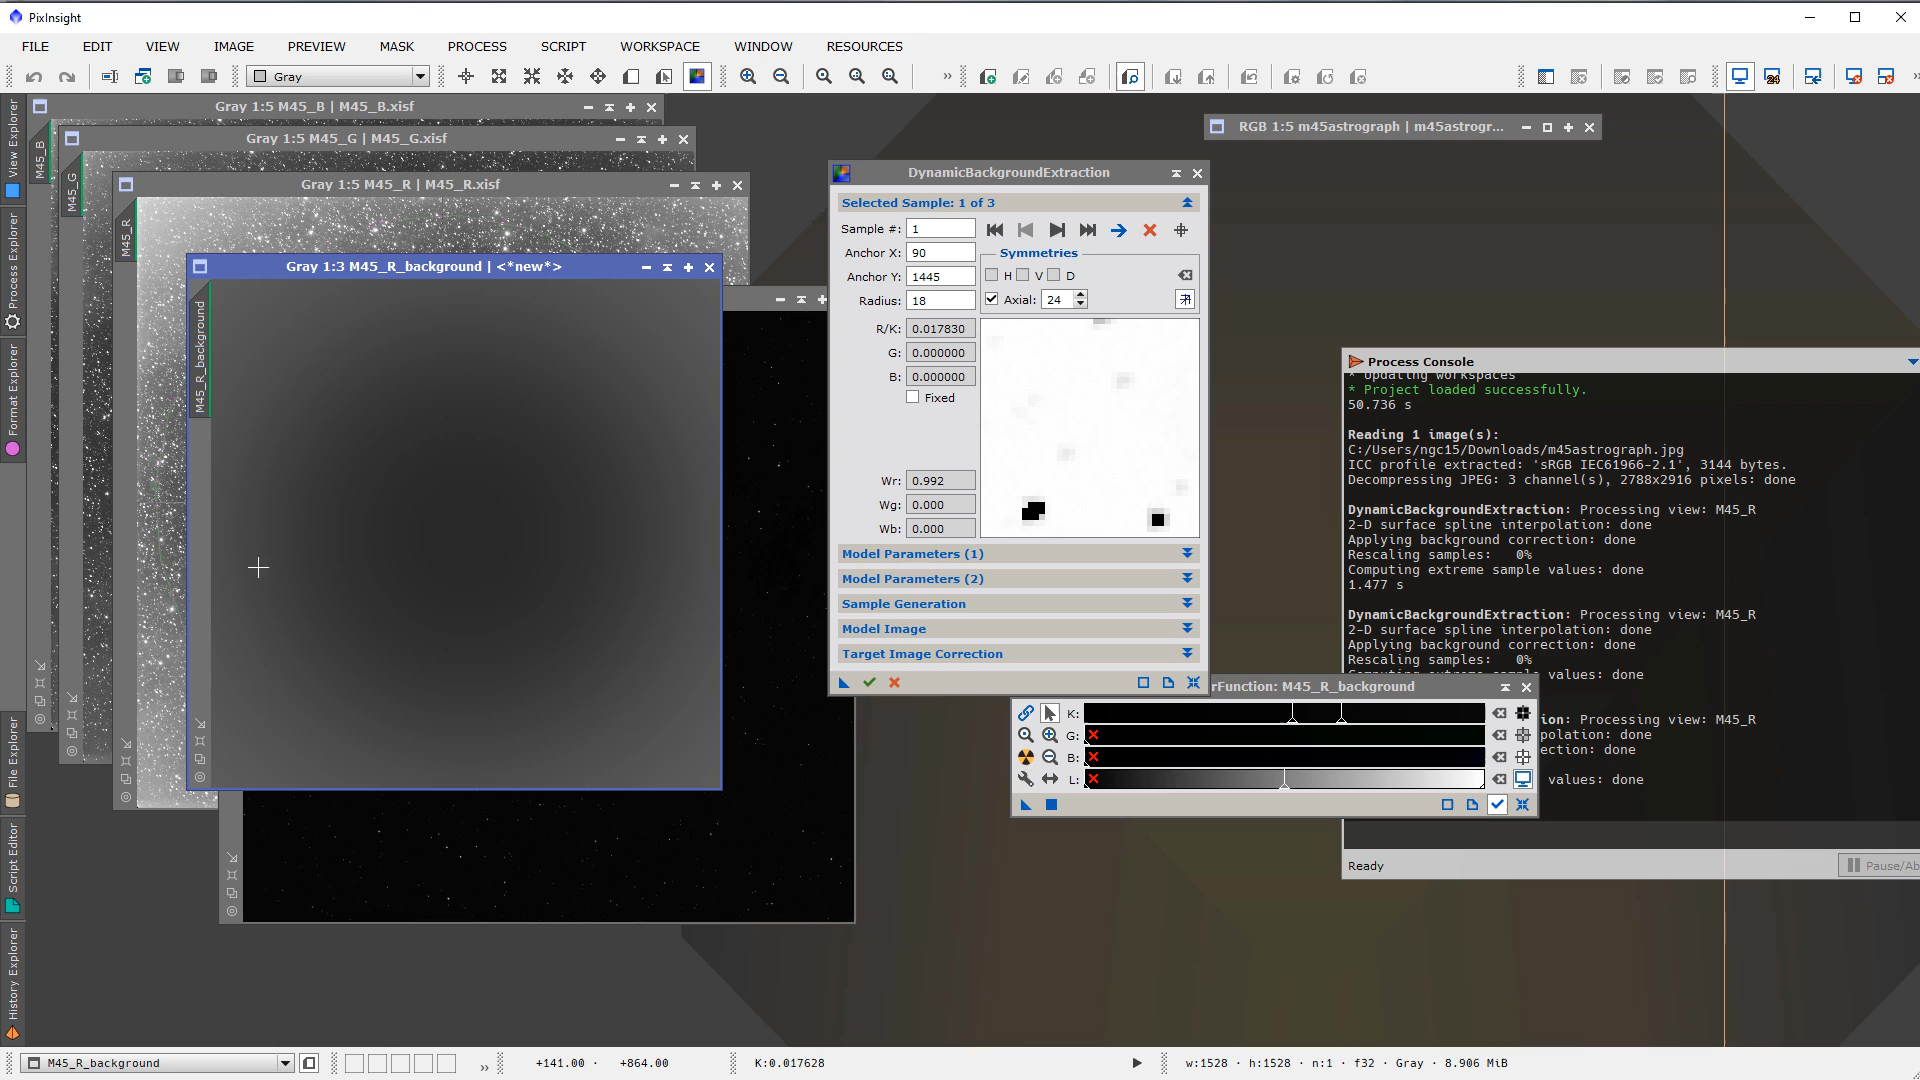 PixInsight
FILE EDIT VIEW IMAGE PREVIEW MASK PROCESS SCRIPT WORKSPACE WINDOW RESOURCES
Gray
24
View Explorer
Process Explorer
Format Explorer
File Explorer
Script Editor
History Explorer
Gray 1:5 M45_B | M45_B.xisf
M45_B
Gray 1:5 M45_G | M45_G.xisf
M45_G
Gray 1:5 M45_R | M45_R.xisf
M45_R
Gray 1:3 M45_R_background | <*new*>
M45_R_background
RGB 1:5 m45astrograph | m45astrogr...
DynamicBackgroundExtraction
Selected Sample: 1 of 3
Sample #: 1
Anchor X: 90
Anchor Y: 1445
Radius: 18
Symmetries
H V D
Axial: 24
R/K: 0.017830
G: 0.000000
B: 0.000000
Fixed
Wr: 0.992
Wg: 0.000
Wb: 0.000
Model Parameters (1)
Model Parameters (2)
Sample Generation
Model Image
Target Image Correction
Process Console
* Updating workspaces
* Project loaded successfully.
50.736 s
Reading 1 image(s):
C:/Users/ngc15/Downloads/m45astrograph.jpg
ICC profile extracted: 'sRGB IEC61966-2.1', 3144 bytes.
Decompressing JPEG: 3 channel(s), 2788x2916 pixels: done
DynamicBackgroundExtraction: Processing view: M45_R
2-D surface spline interpolation: done
Applying background correction: done
Rescaling samples: 0%
Computing extreme sample values: done
1.477 s
DynamicBackgroundExtraction: Processing view: M45_R
2-D surface spline interpolation: done
Applying background correction: done
Rescaling samples: 0%
Computing extreme sample values: done
ion: Processing view: M45_R
polation: done
ection: done
values: done
Ready
Pause/Ab
rFunction: M45_R_background
K:
G:
B:
L:
M45_R_background
+141.00 · +864.00
K:0.017628
w:1528 · h:1528 · n:1 · f32 · Gray · 8.906 MiB